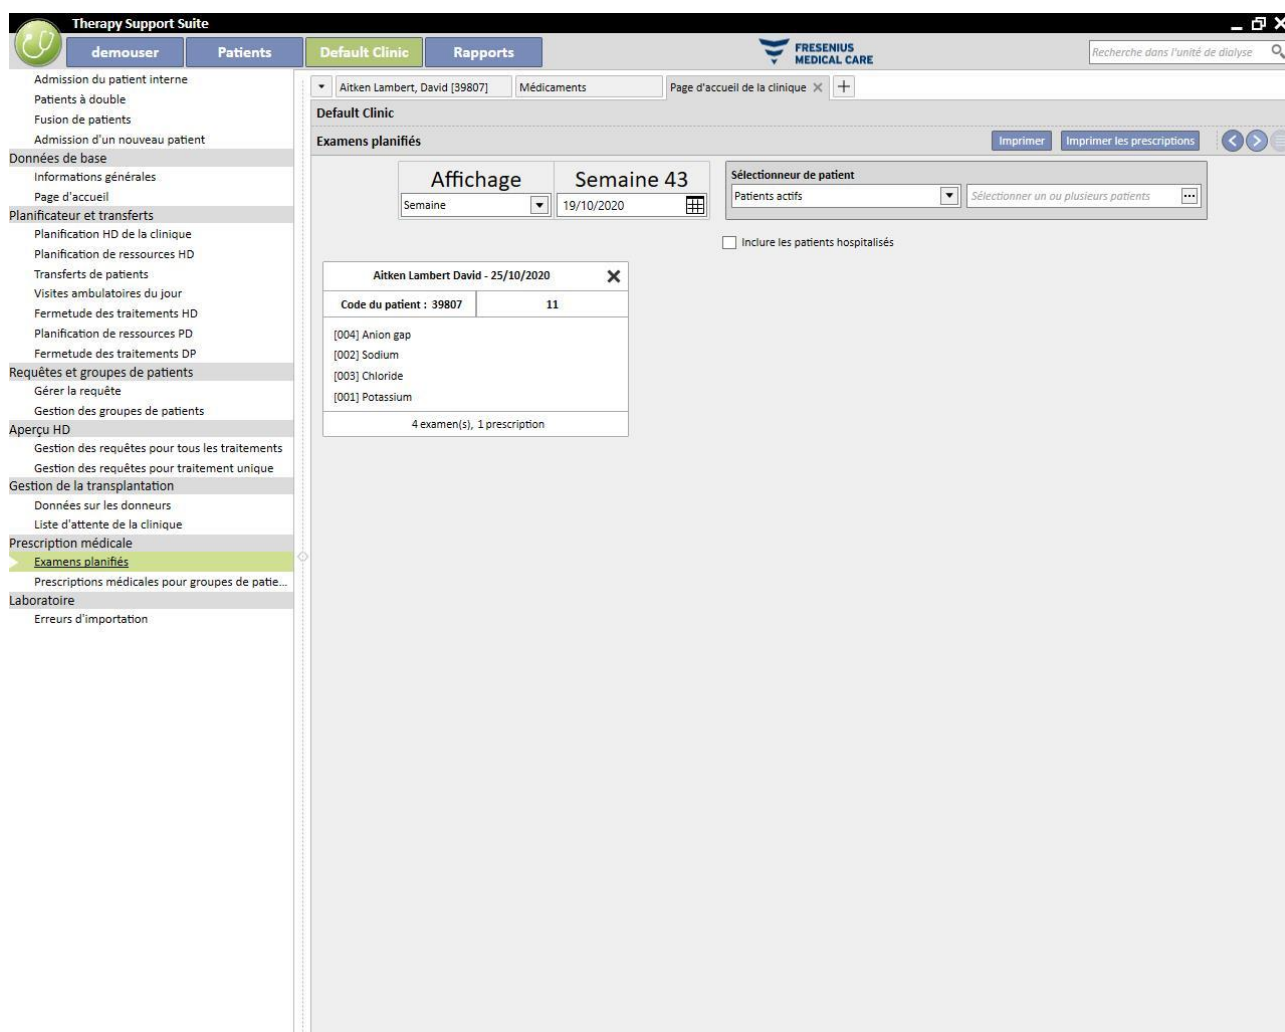 Therapy Support Suite
demouser
Patients
Default Clinic
Rapports
FRESENIUS
MEDICAL CARE
Recherche dans l'unité de dialyse
Admission du patient interne
Patients à double
Fusion de patients
Admission d'un nouveau patient
Données de base
Informations générales
Page d'accueil
Planificateur et transferts
Planification HD de la clinique
Planification de ressources HD
Transferts de patients
Visites ambulatoires du jour
Fermetude des traitements HD
Planification de ressources PD
Fermetude des traitements DP
Requêtes et groupes de patients
Gérer la requête
Gestion des groupes de patients
Aperçu HD
Gestion des requêtes pour tous les traitements
Gestion des requêtes pour traitement unique
Gestion de la transplantation
Données sur les donneurs
Liste d'attente de la clinique
Prescription médicale
Examens planifiés
Prescriptions médicales pour groupes de patie...
Laboratoire
Erreurs d'importation
Aitken Lambert, David [39807]
Médicaments
Page d'accueil de la clinique
Default Clinic
Examens planifiés
Imprimer
Imprimer les prescriptions
Affichage
Semaine 43
Semaine
19/10/2020
Sélectionneur de patient
Patients actifs
Sélectionner un ou plusieurs patients
Inclure les patients hospitalisés
Aitken Lambert David - 25/10/2020
Code du patient : 39807
11
[004] Anion gap
[002] Sodium
[003] Chloride
[001] Potassium
4 examen(s), 1 prescription